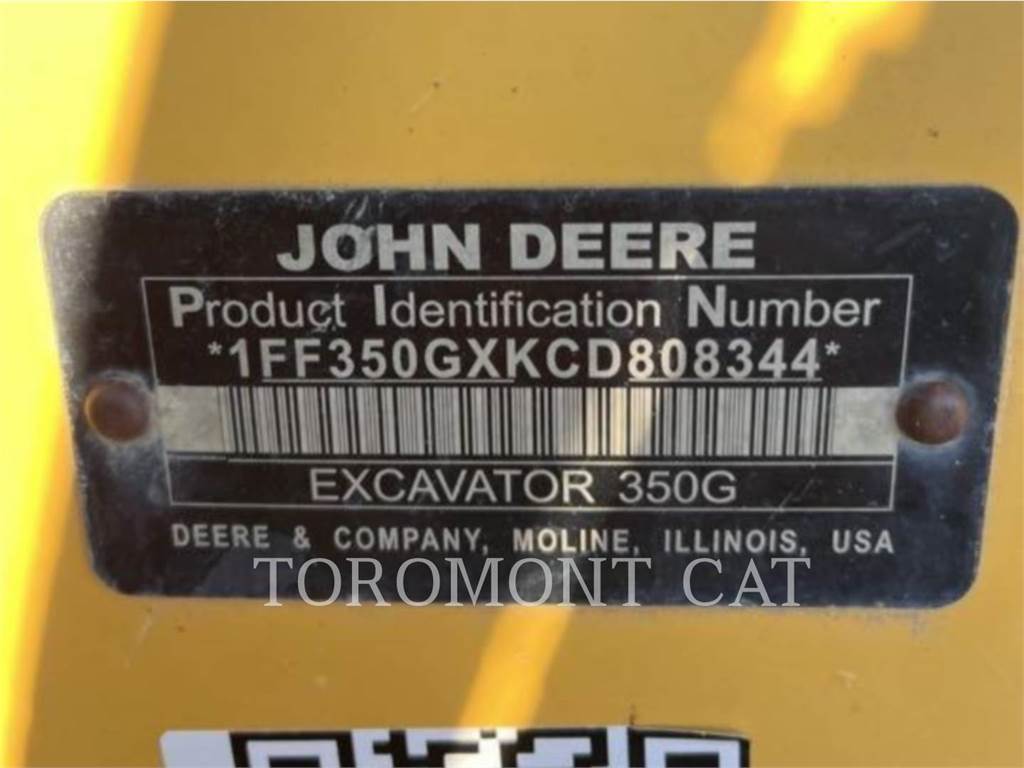 JOHN DEERE
Product Identification Number
*1FF350GXKCD808344*
EXCAVATOR 350G
DEERE & COMPANY, MOLINE, ILLINOIS, USA
TOROMONT CAT